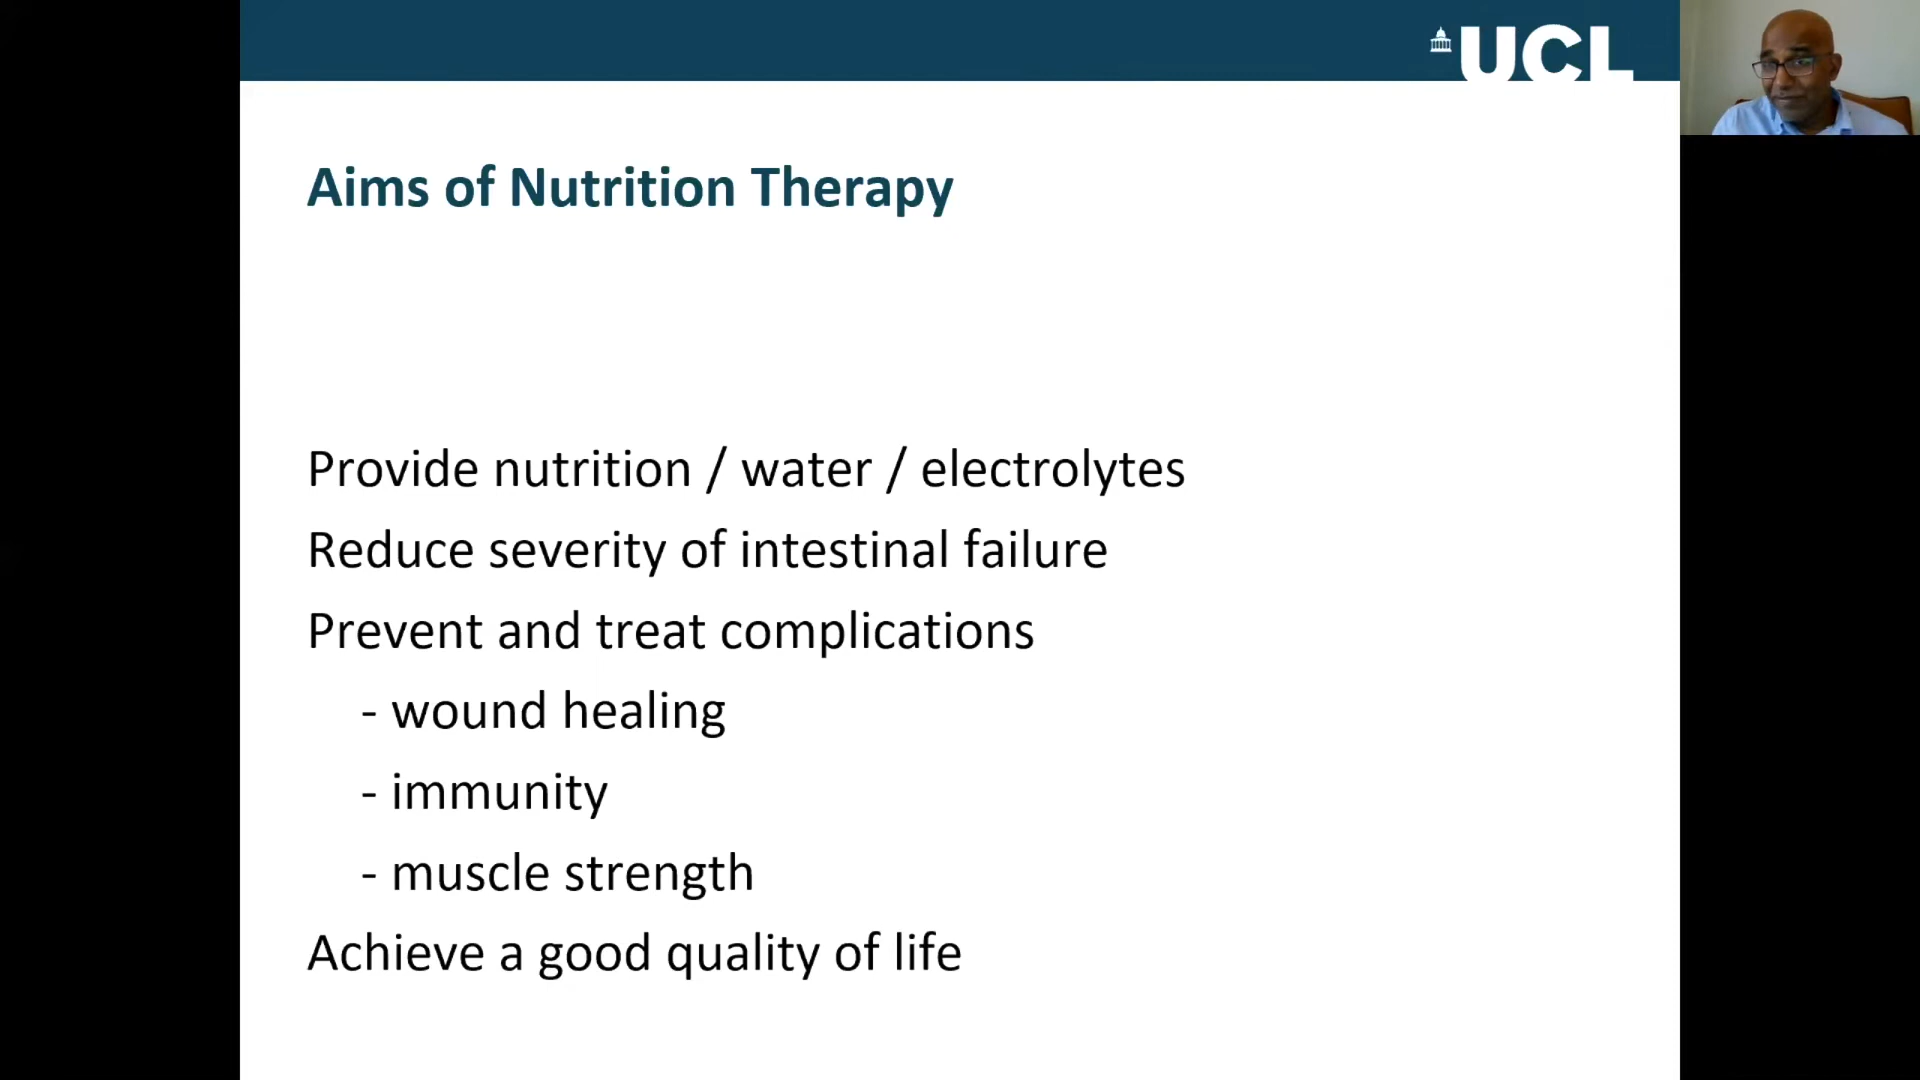 UCL
Aims of Nutrition Therapy
Provide nutrition / water / electrolytes
Reduce severity of intestinal failure
Prevent and treat complications
- wound healing
- immunity
- muscle strength
Achieve a good quality of life